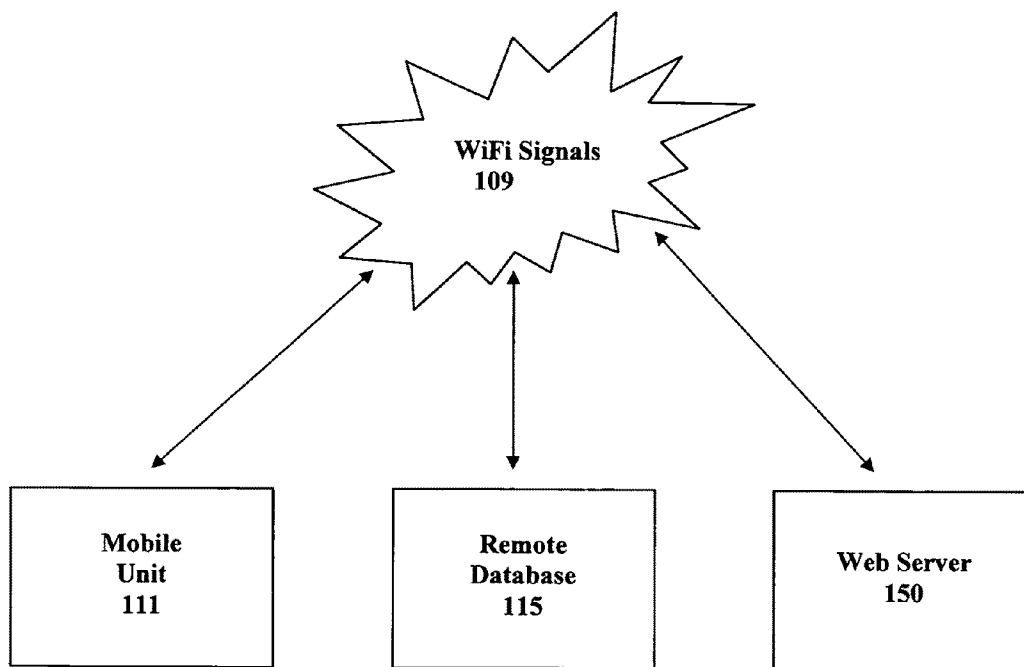 WiFi Signals
109
Mobile
Unit
111
Remote
Database
115
Web Server
150